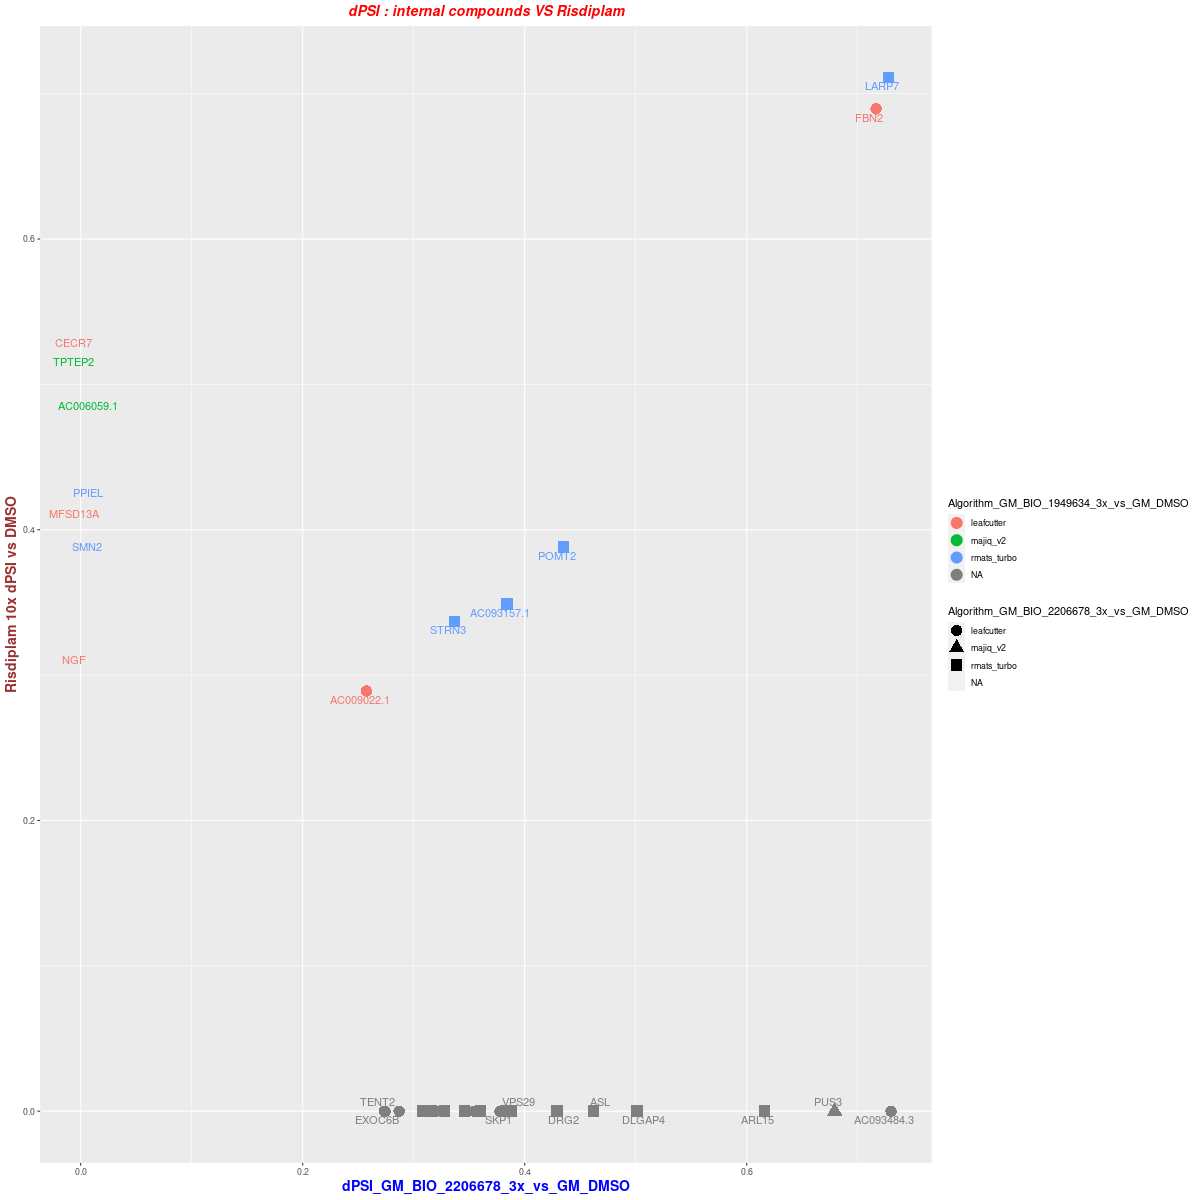 dPSI : internal compounds VS Risdiplam
LARP7
FBN2
0.6
CECR7
TPTEP2
AC006059.1
PPIEL
MFSD13A
0.4
SMN2
POMT2
AC093157.1
STRN3
NGF
AC009022.1
0.2
TENT2
VPS29
ASL
PUS3
0.0
EXOC6B
SKP1
DRG2
DLGAP4
ARL15
AC093484.3
0.0
0.2
0.4
0.6
dPSI_GM_BIO_2206678_3x_vs_GM_DMSO
Risdiplam 10x dPSI vs DMSO
Algorithm_GM_BIO_1949634_3x_vs_GM_DMSO
leafcutter
majiq_v2
rmats_turbo
NA
Algorithm_GM_BIO_2206678_3x_vs_GM_DMSO
leafcutter
majiq_v2
rmats_turbo
NA